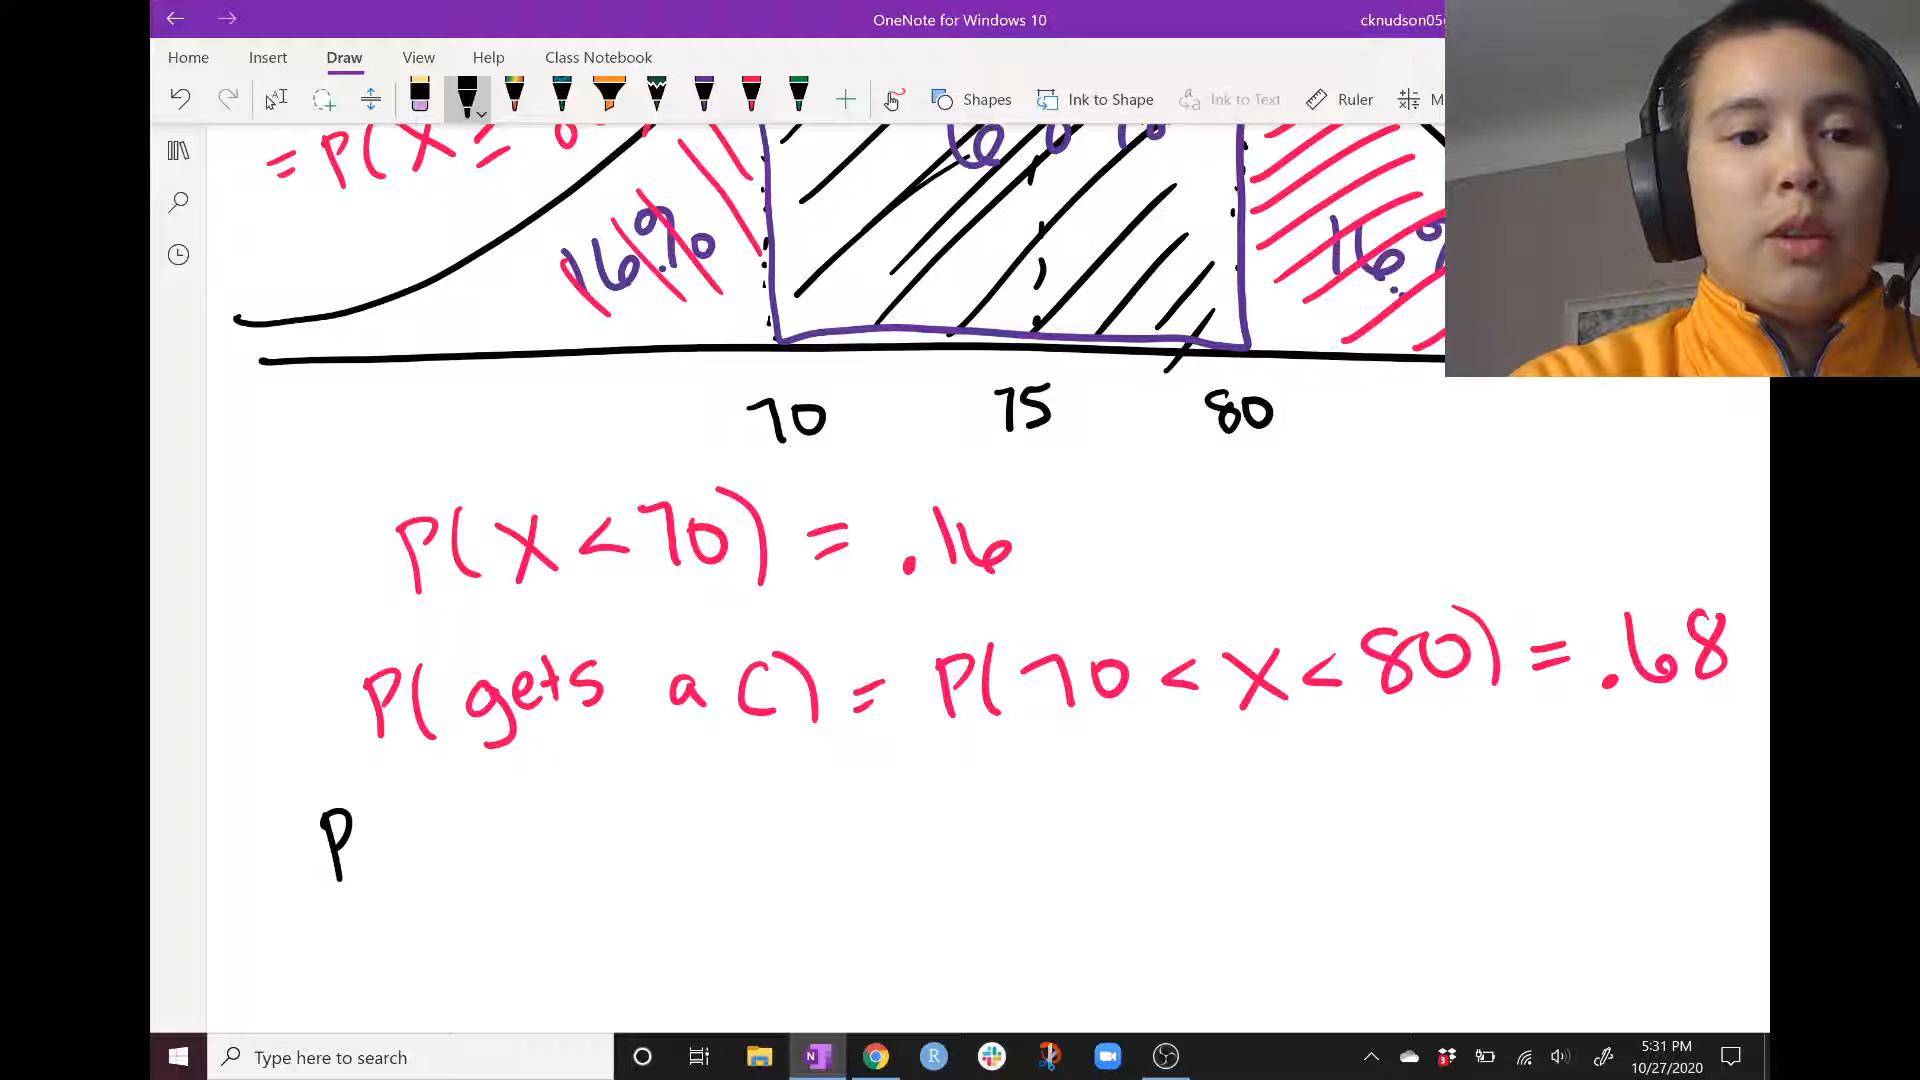 OneNote for Windows 10
Home Insert Draw View Help Class Notebook
Shapes Ink to Shape Ink to Text Ruler
= P(X ≥ 8
16%
70 75 80
P(X < 70) = .16
P(gets a C) = P(70 < X < 80) = .68
P
Type here to search
5:31 PM
10/27/2020